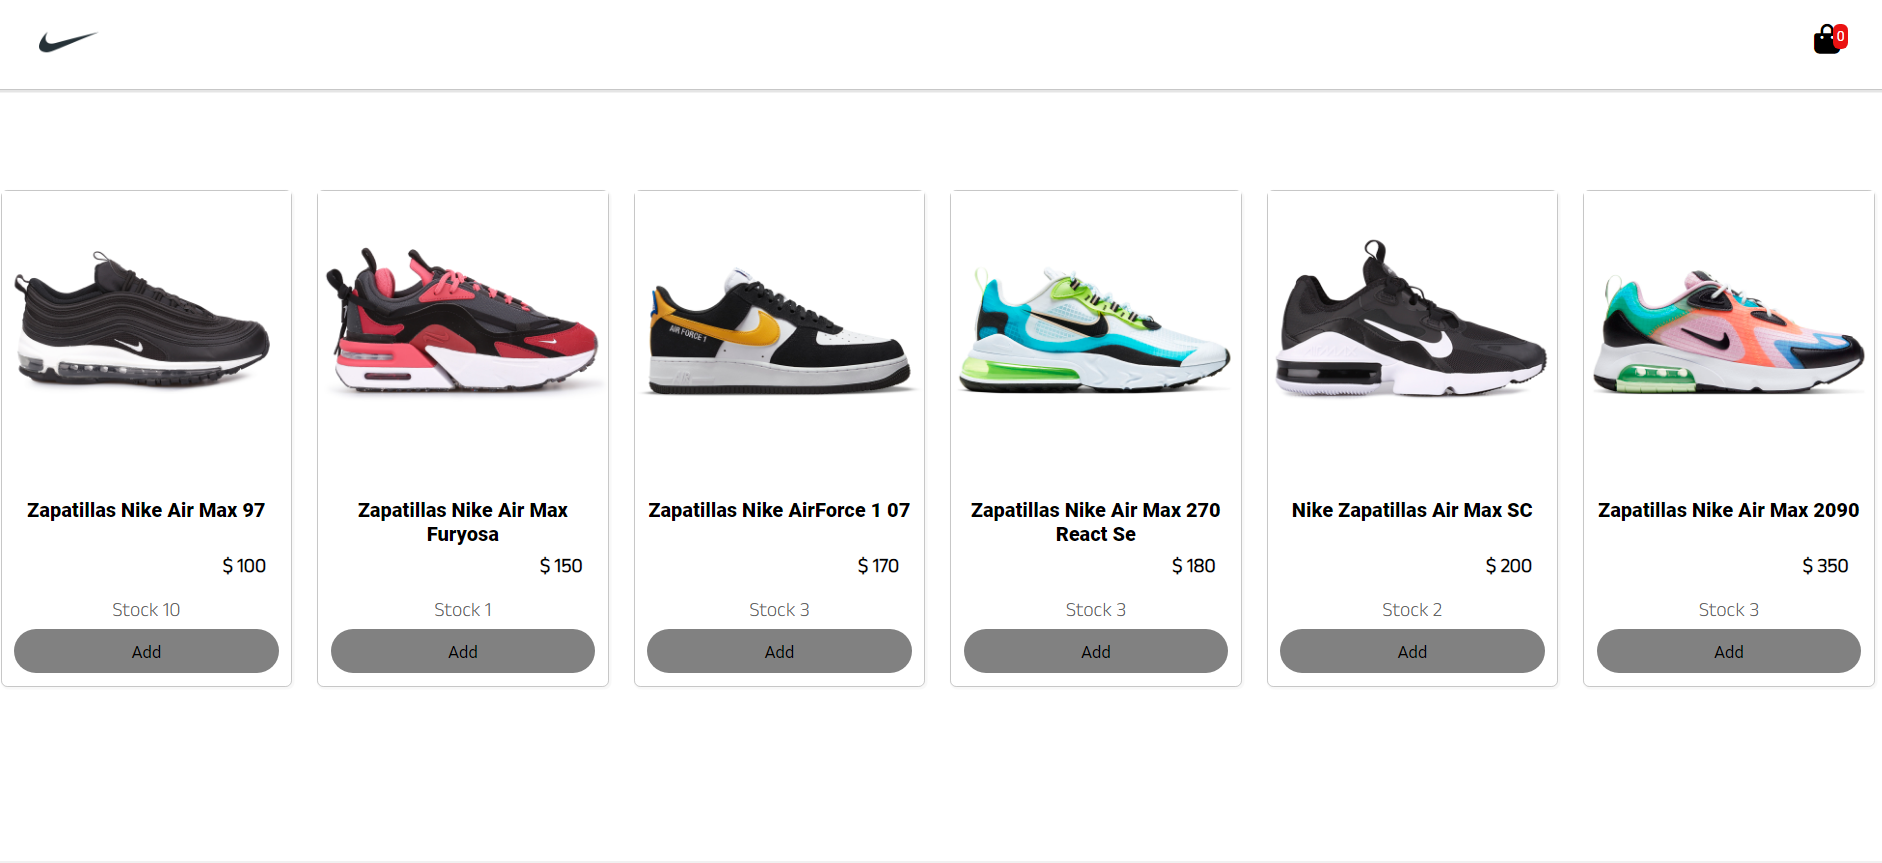 0
Zapatillas Nike Air Max 97
$ 100
Stock 10
Add
Zapatillas Nike Air Max
Furyosa
$ 150
Stock 1
Add
AIR FORCE 1
Zapatillas Nike AirForce 1 07
$ 170
Stock 3
Add
Zapatillas Nike Air Max 270
React Se
$ 180
Stock 3
Add
Nike Zapatillas Air Max SC
$ 200
Stock 2
Add
Zapatillas Nike Air Max 2090
$ 350
Stock 3
Add